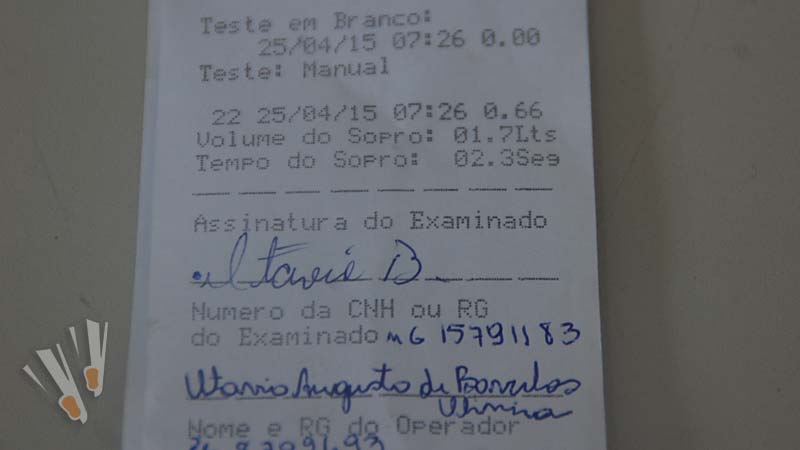 Teste em Branco:
25/04/15 07:26 0.00
Teste: Manual
22 25/04/15 07:26 0.66
Volume do Sopro: 01.7Lts
Tempo do Sopro: 02.3Seg
Assinatura do Examinado
Numero da CNH ou RG
do Examinado MG 15791183
Augusto de
Nome e RG do Operador